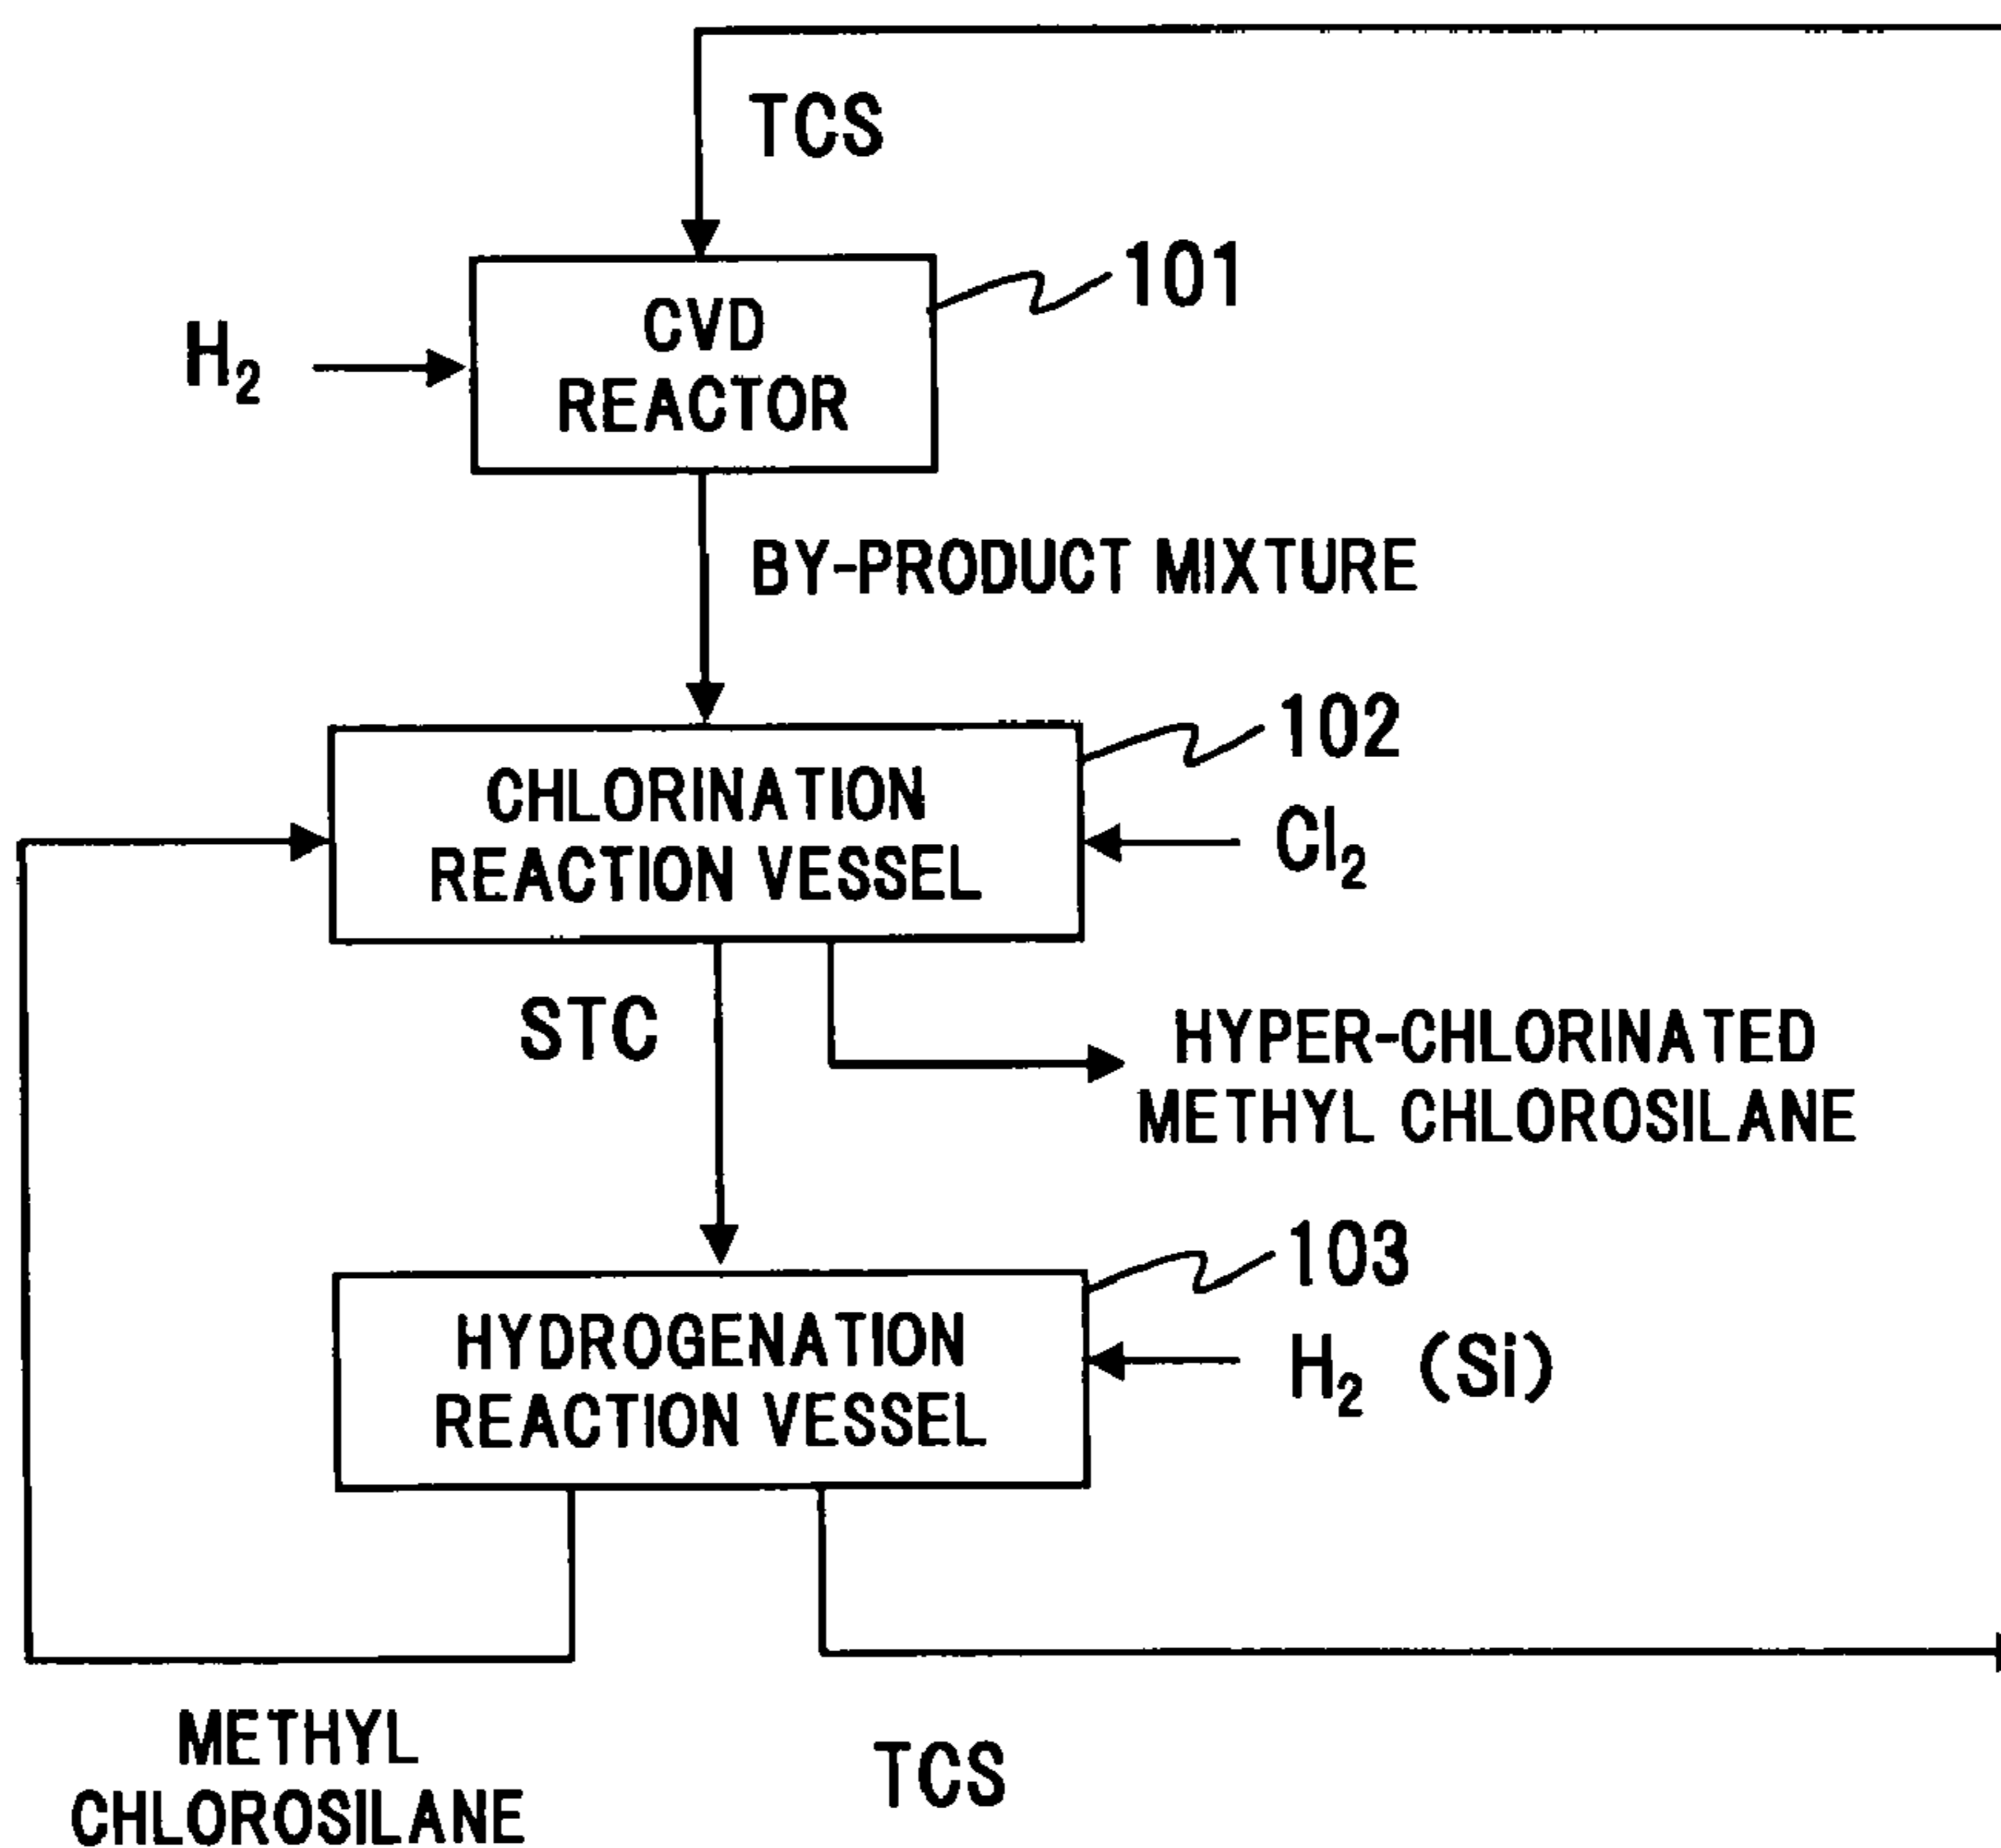 TCS
101
CVD
REACTOR
H2
BY-PRODUCT MIXTURE
102
CHLORINATION
REACTION VESSEL
Cl2
STC
HYPER-CHLORINATED
METHYL CHLOROSILANE
103
HYDROGENATION
REACTION VESSEL
H2 (Si)
METHYL
CHLOROSILANE
TCS